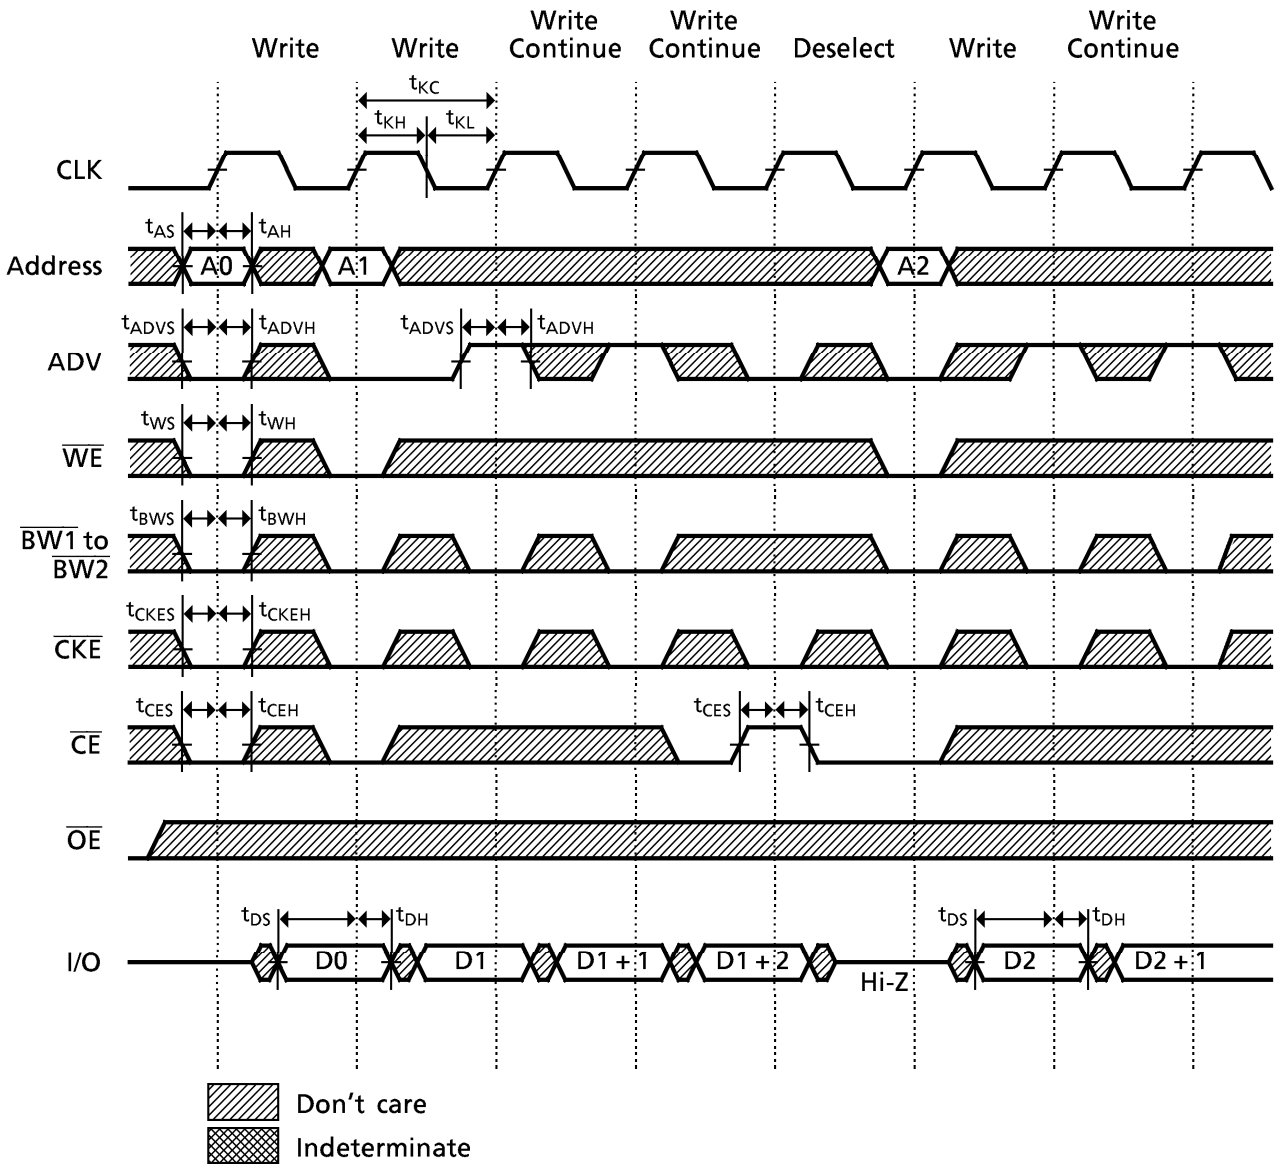 Write Write Write Continue Write Continue Deselect Write Write Continue
tKC
tKH tKL
CLK
tAS tAH
Address A0 A1 A2
tADVS tADVH tADVS tADVH
ADV
tWS tWH
WE
tBWS tBWH
BW1 to
BW2
tCKES tCKEH
CKE
tCES tCEH tCES tCEH
CE
OE
tDS tDH tDS tDH
I/O D0 D1 D1 + 1 D1 + 2 D2 D2 + 1
Hi-Z
Don't care
Indeterminate